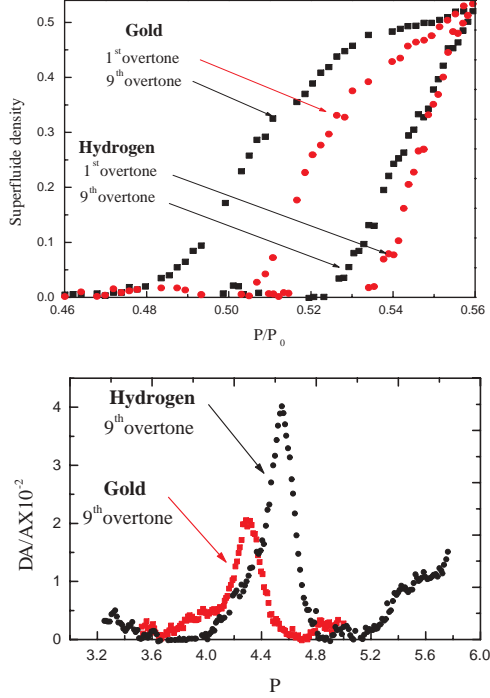 0.5
0.4
0.3
0.2
0.1
0.0
Superfluide density
Gold
1st overtone
9th overtone
Hydrogen
1st overtone
9th overtone
0.46 0.48 0.50 0.52 0.54 0.56
P/P0
4
3
2
1
0
DA/AX10-2
Hydrogen
9th overtone
Gold
9th overtone
3.2 3.6 4.0 4.4 4.8 5.2 5.6 6.0
P